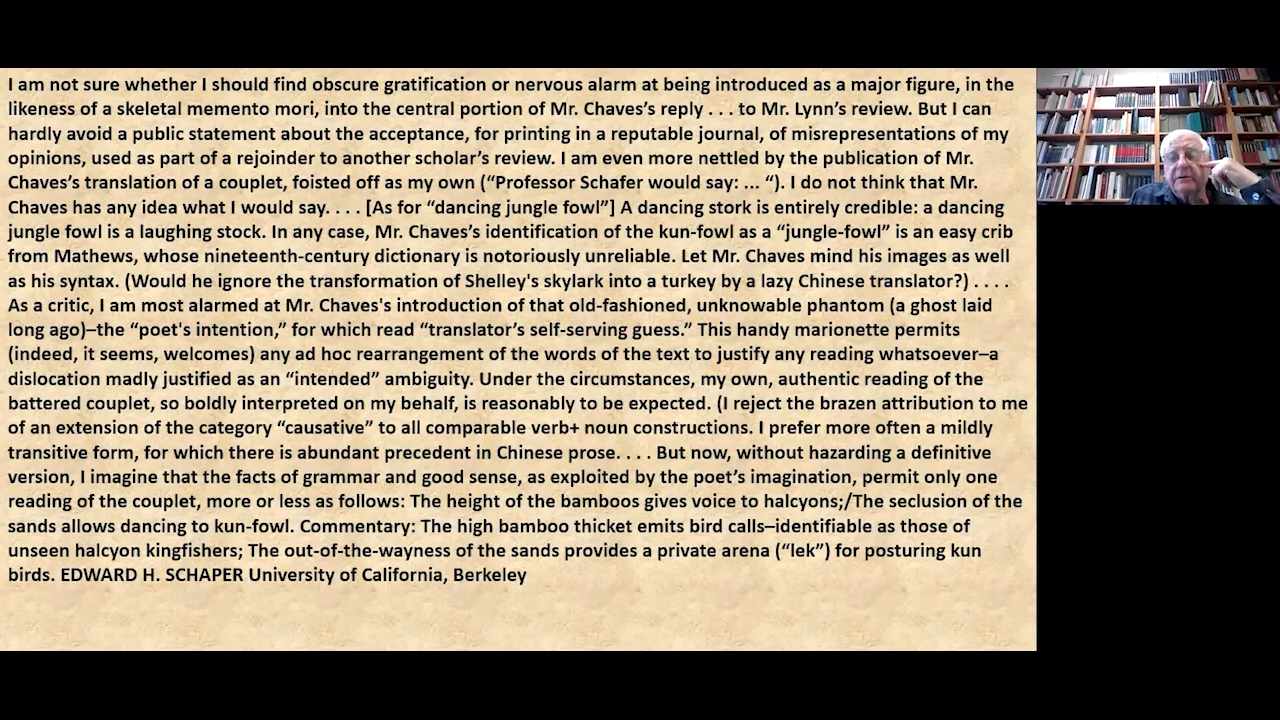 I am not sure whether I should find obscure gratification or nervous alarm at being introduced as a major figure, in the
likeness of a skeletal memento mori, into the central portion of Mr. Chaves’s reply . . . to Mr. Lynn’s review. But I can
hardly avoid a public statement about the acceptance, for printing in a reputable journal, of misrepresentations of my
opinions, used as part of a rejoinder to another scholar’s review. I am even more nettled by the publication of Mr.
Chaves’s translation of a couplet, foisted off as my own (“Professor Schafer would say: ... “). I do not think that Mr.
Chaves has any idea what I would say. . . . [As for “dancing jungle fowl”] A dancing stork is entirely credible: a dancing
jungle fowl is a laughing stock. In any case, Mr. Chaves’s identification of the kun-fowl as a “jungle-fowl” is an easy crib
from Mathews, whose nineteenth-century dictionary is notoriously unreliable. Let Mr. Chaves mind his images as well
as his syntax. (Would he ignore the transformation of Shelley's skylark into a turkey by a lazy Chinese translator?) . . . .
As a critic, I am most alarmed at Mr. Chaves's introduction of that old-fashioned, unknowable phantom (a ghost laid
long ago)–the “poet's intention,” for which read “translator’s self-serving guess.” This handy marionette permits
(indeed, it seems, welcomes) any ad hoc rearrangement of the words of the text to justify any reading whatsoever–a
dislocation madly justified as an “intended” ambiguity. Under the circumstances, my own, authentic reading of the
battered couplet, so boldly interpreted on my behalf, is reasonably to be expected. (I reject the brazen attribution to me
of an extension of the category “causative” to all comparable verb+ noun constructions. I prefer more often a mildly
transitive form, for which there is abundant precedent in Chinese prose. . . . But now, without hazarding a definitive
version, I imagine that the facts of grammar and good sense, as exploited by the poet’s imagination, permit only one
reading of the couplet, more or less as follows: The height of the bamboos gives voice to halcyons;/The seclusion of the
sands allows dancing to kun-fowl. Commentary: The high bamboo thicket emits bird calls–identifiable as those of
unseen halcyon kingfishers; The out-of-the-wayness of the sands provides a private arena (“lek”) for posturing kun
birds. EDWARD H. SCHAPER University of California, Berkeley